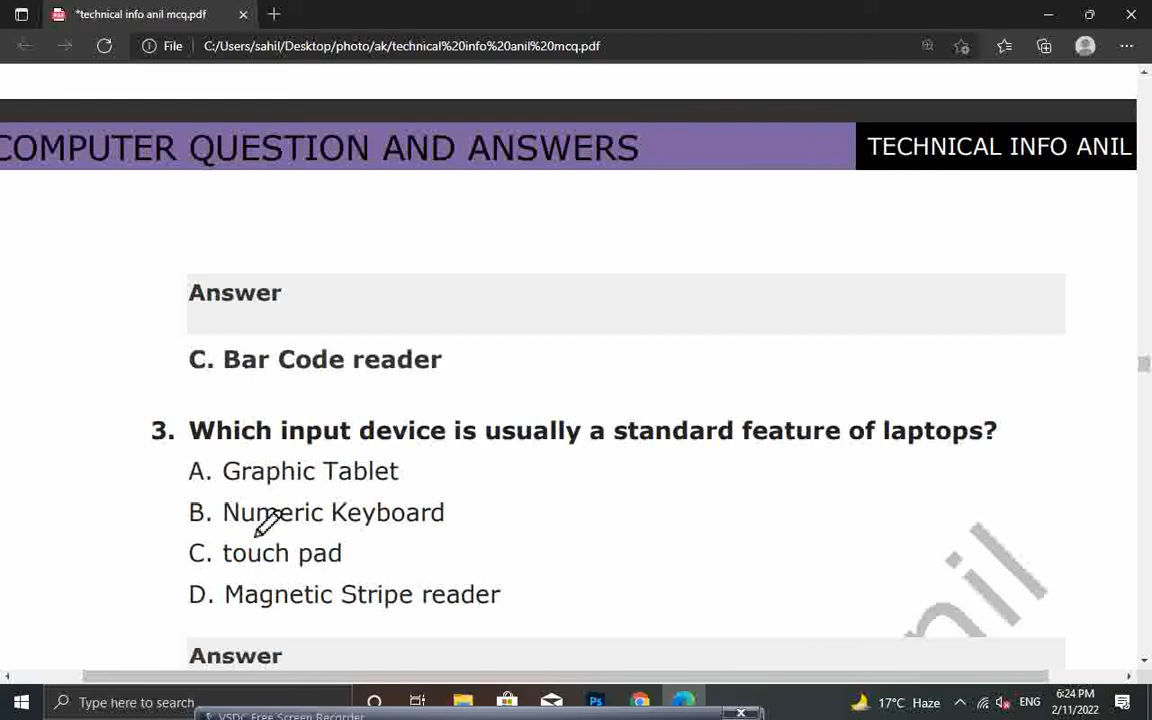 *technical info anil mcq.pdf
File C:/Users/sahil/Desktop/photo/ak/technical%20info%20anil%20mcq.pdf
COMPUTER QUESTION AND ANSWERS
TECHNICAL INFO ANIL
Answer
C. Bar Code reader
3. Which input device is usually a standard feature of laptops?
A. Graphic Tablet
B. Numeric Keyboard
C. touch pad
D. Magnetic Stripe reader
nil
Answer
Type here to search
17°C Haze
ENG
6:24 PM
2/11/2022
VSDC Free Screen Recorder